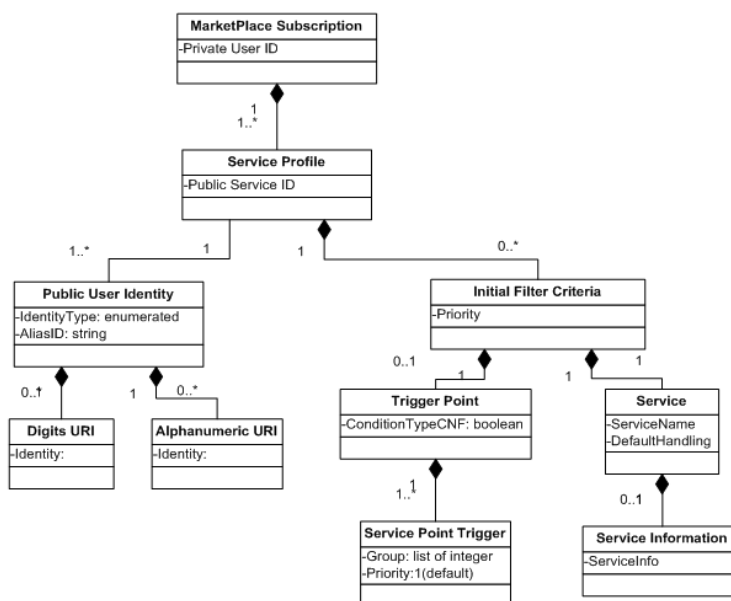 MarketPlace Subscription
-Private User ID
1
1..*
Service Profile
-Public Service ID
1..*
1
1
0..*
Public User Identity
-IdentityType: enumerated
-AliasID: string
Initial Filter Criteria
-Priority
0..1
1
1
1
0..*
1
0..*
Trigger Point
-ConditionTypeCNF: boolean
Service
-ServiceName
-DefaultHandling
Digits URI
-Identity:
Alphanumeric URI
-Identity:
1
1..*
0..1
Service Point Trigger
-Group: list of integer
-Priority:1(default)
Service Information
-ServiceInfo